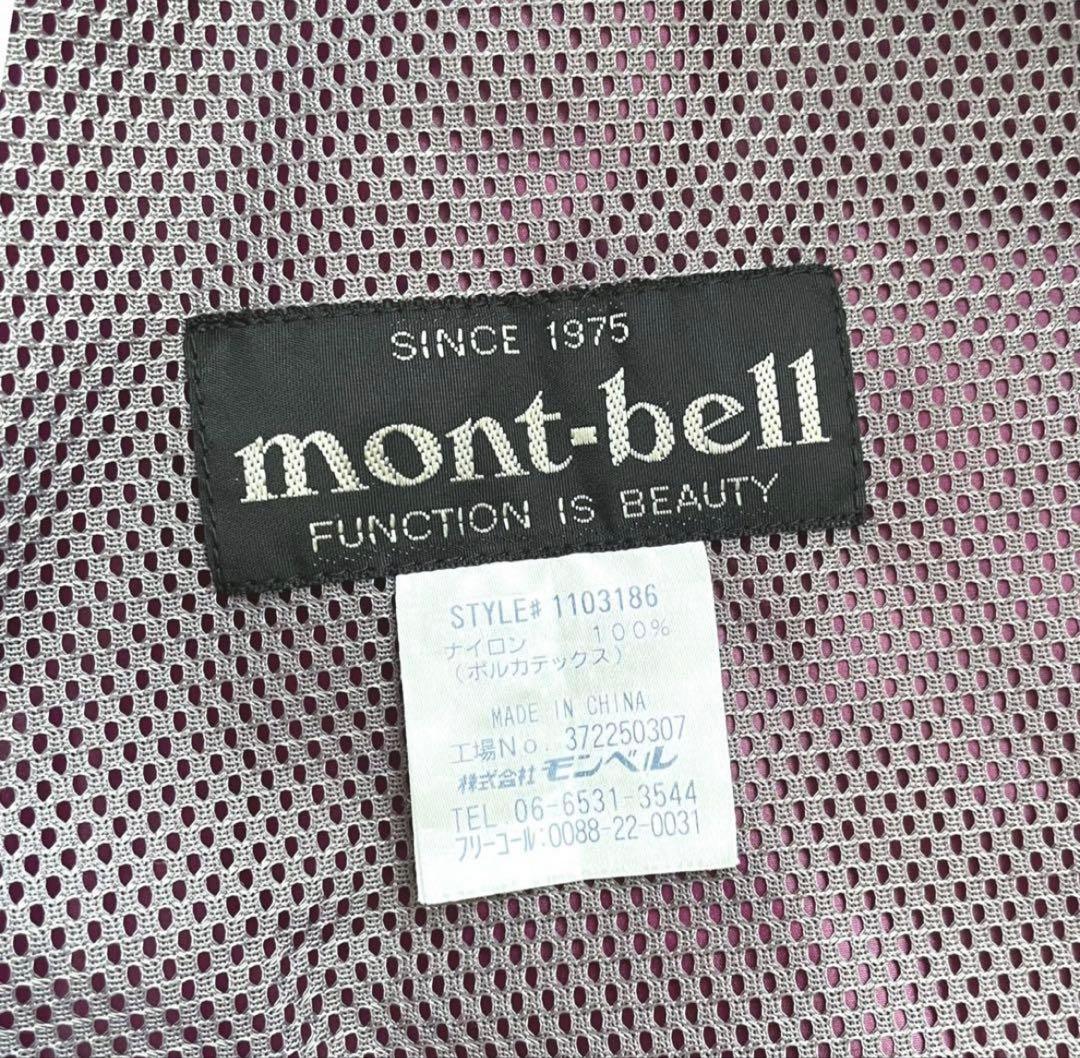 SINCE 1975
mont-bell
FUNCTION IS BEAUTY
STYLE# 1103186
ナイロン 100%
(ポルカテックス)
MADE IN CHINA
工場No. 372250307
株式会社 モンベル
TEL. 06-6531-3544
フリーコール:0088-22-0031